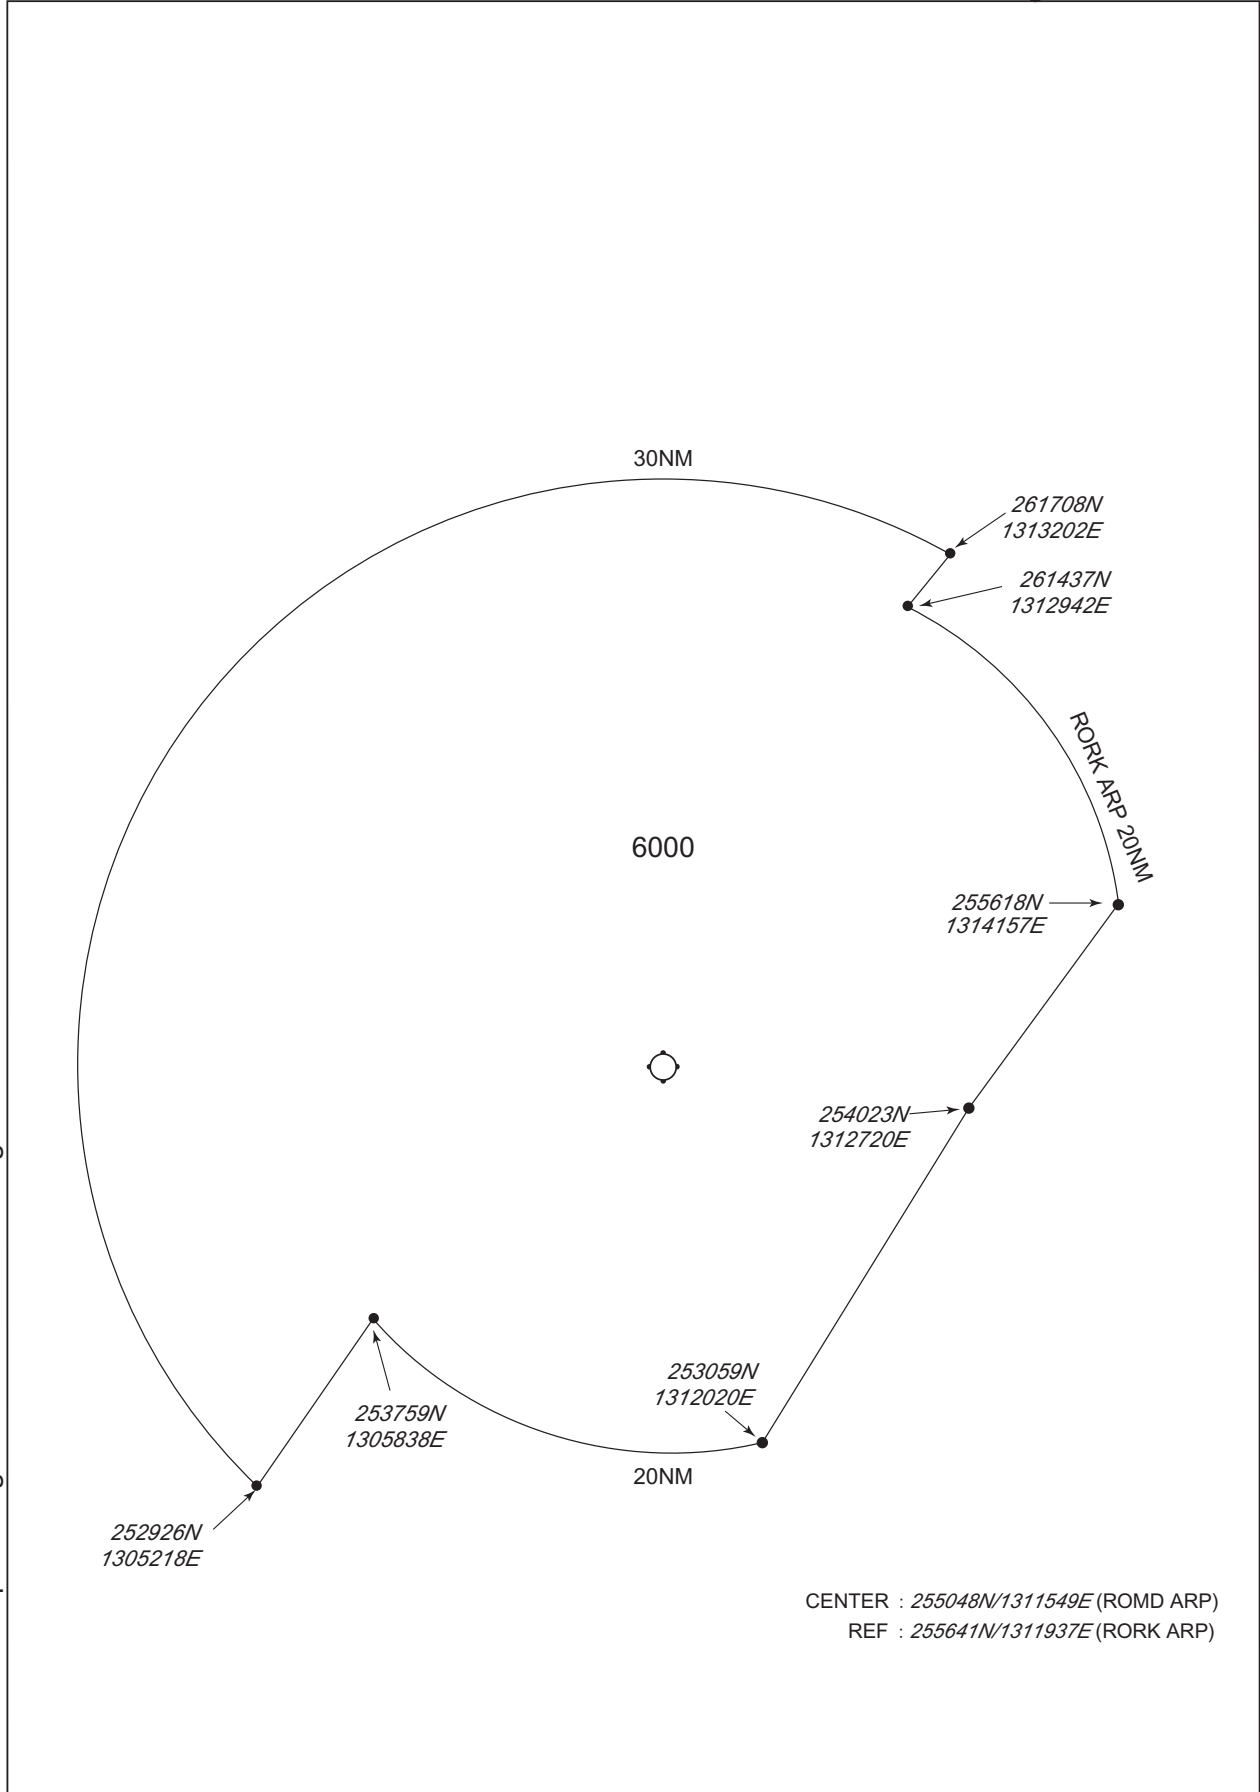 30NM
261708N
1313202E
261437N
1312942E
RORK ARP 20NM
6000
255618N
1314157E
254023N
1312720E
253059N
1312020E
253759N
1305838E
20NM
252926N
1305218E
CENTER : 255048N/1311549E (ROMD ARP)
REF : 255641N/1311937E (RORK ARP)